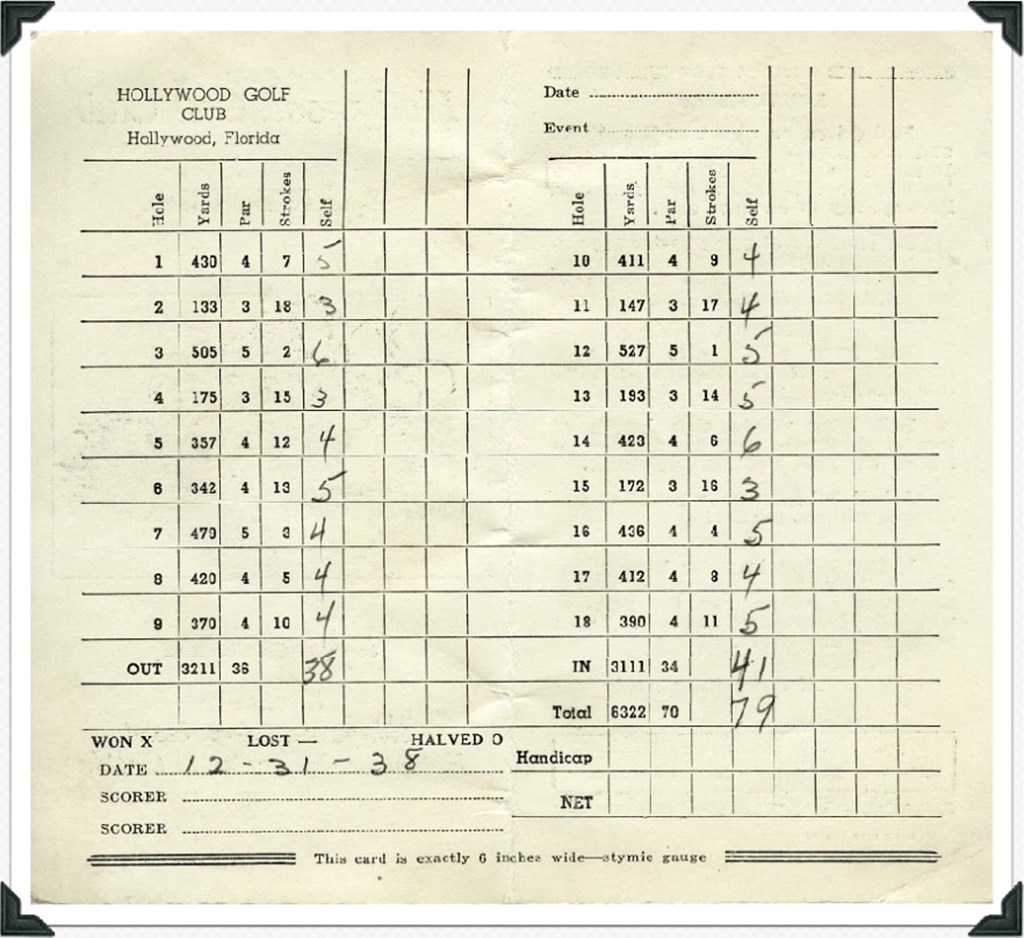 HOLLYWOOD GOLF
CLUB
Hollywood, Florida
Hole Yards Par Strokes Self
1 430 4 7 5
2 133 3 18 3
3 505 5 2 6
4 175 3 15 3
5 357 4 12 4
6 342 4 13 5
7 479 5 3 4
8 420 4 5 4
9 370 4 10 4
OUT 3211 36 38
WON X LOST — HALVED O
DATE 12-31-38
SCORER
SCORER
Date
Event
Hole Yards Par Strokes Self
10 411 4 9 4
11 147 3 17 4
12 527 5 1 5
13 193 3 14 5
14 423 4 6 6
15 172 3 16 3
16 436 4 4 5
17 412 4 8 4
18 390 4 11 5
IN 3111 34 41
Total 6322 70 79
Handicap
NET
This card is exactly 6 inches wide—stymie gauge